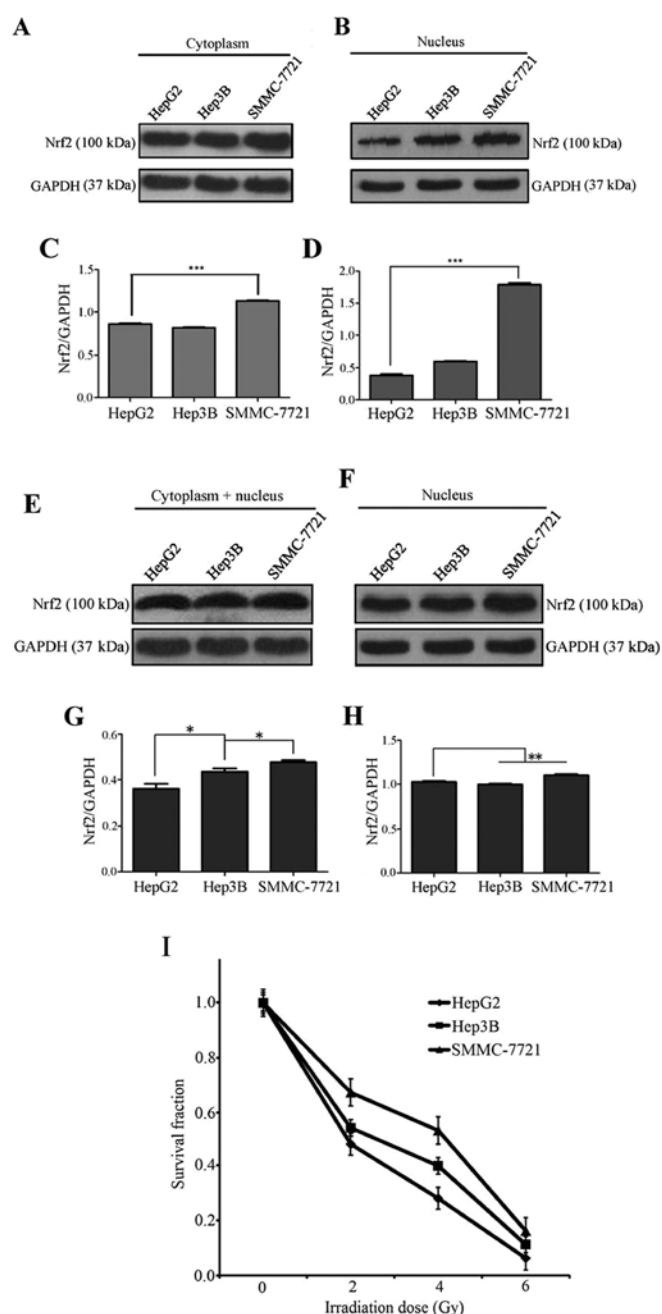 A
Cytoplasm
HepG2
Hep3B
SMMC-7721
Nrf2 (100 kDa)
GAPDH (37 kDa)
B
Nucleus
HepG2
Hep3B
SMMC-7721
Nrf2 (100 kDa)
GAPDH (37 kDa)
C
Nrf2/GAPDH
1.5
1.0
0.5
0.0
***
HepG2 Hep3B SMMC-7721
D
Nrf2/GAPDH
2.0
1.5
1.0
0.5
0.0
***
HepG2 Hep3B SMMC-7721
E
Cytoplasm + nucleus
HepG2
Hep3B
SMMC-7721
Nrf2 (100 kDa)
GAPDH (37 kDa)
F
Nucleus
HepG2
Hep3B
SMMC-7721
Nrf2 (100 kDa)
GAPDH (37 kDa)
G
Nrf2/GAPDH
0.6
0.4
0.2
0.0
* *
HepG2 Hep3B SMMC-7721
H
Nrf2/GAPDH
1.5
1.0
0.5
0.0
**
HepG2 Hep3B SMMC-7721
I
Survival fraction
1.0
0.8
0.6
0.4
0.2
0.0
HepG2
Hep3B
SMMC-7721
0 2 4 6
Irradiation dose (Gy)